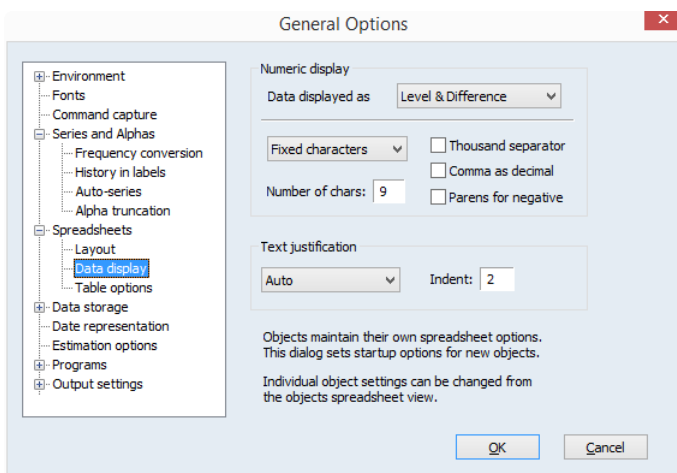 General Options
Environment
Fonts
Command capture
Series and Alphas
Frequency conversion
History in labels
Auto-series
Alpha truncation
Spreadsheets
Layout
Data display
Table options
Data storage
Date representation
Estimation options
Programs
Output settings
Numeric display
Data displayed as Level & Difference
Fixed characters
Thousand separator
Comma as decimal
Number of chars: 9
Parens for negative
Text justification
Auto
Indent: 2
Objects maintain their own spreadsheet options.
This dialog sets startup options for new objects.
Individual object settings can be changed from
the objects spreadsheet view.
OK
Cancel